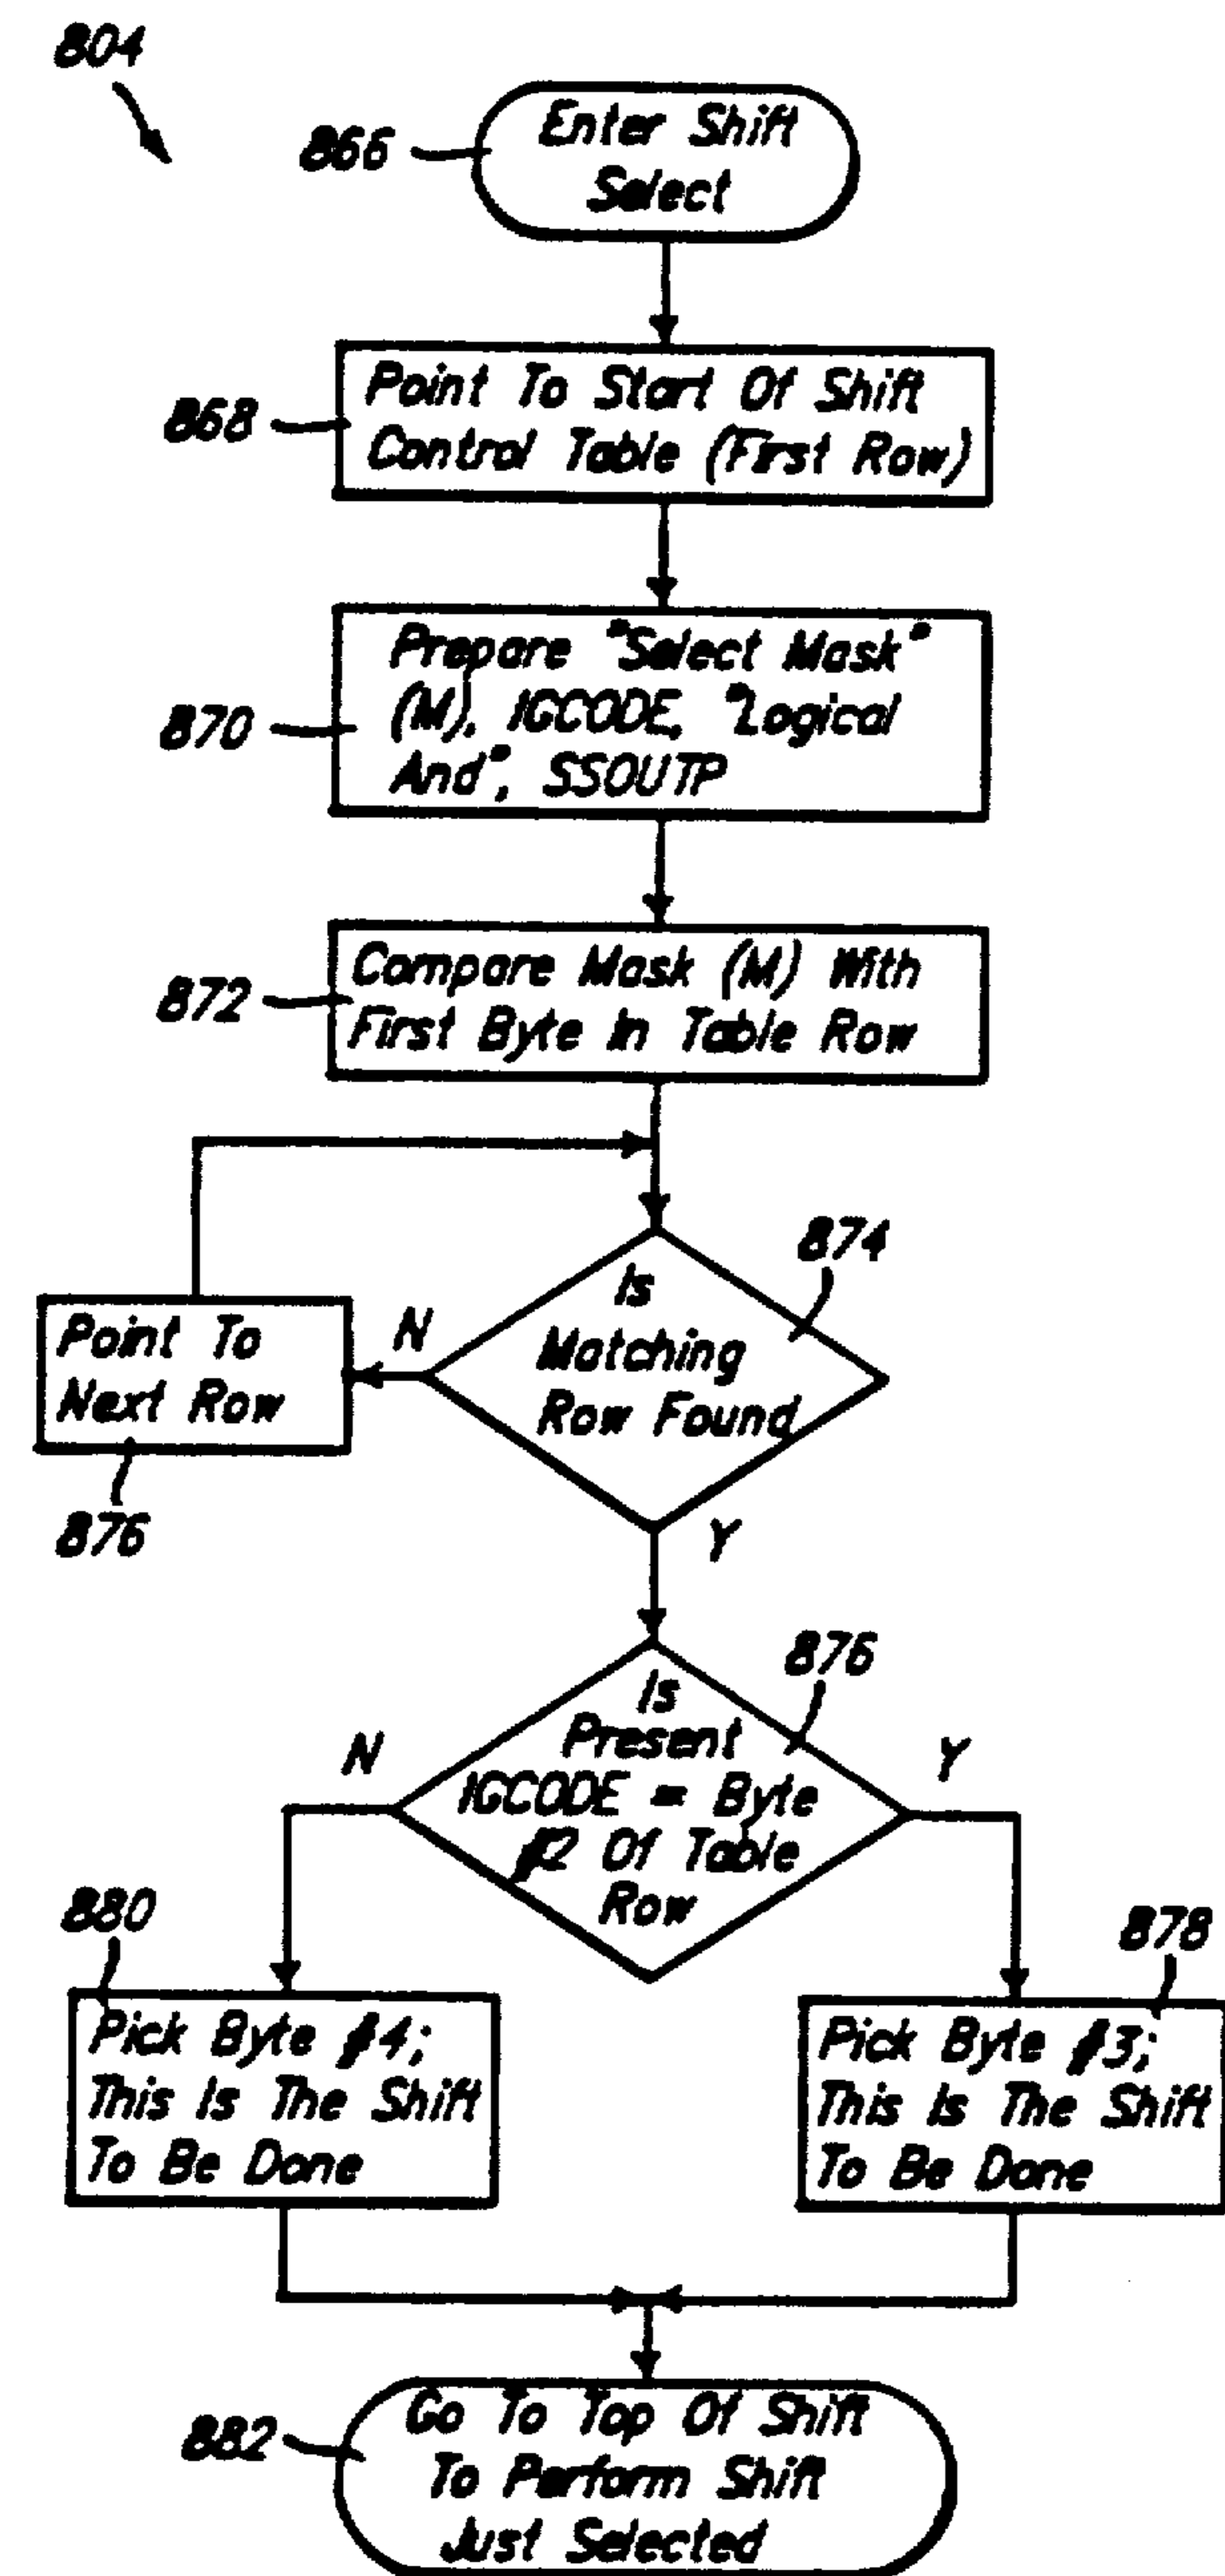 804
866
Enter Shift
Select
868
Point To Start Of Shift
Control Table (First Row)
870
Prepare "Select Mask"
(M), IGCODE, "Logical
And", SSOUTP
872
Compare Mask (M) With
First Byte In Table Row
874
Is
Matching
Row Found
N
Point To
Next Row
876
Y
876
Is
Present
IGCODE = Byte
#2 Of Table
Row
N
Y
880
Pick Byte #4;
This Is The Shift
To Be Done
878
Pick Byte #3;
This Is The Shift
To Be Done
882
Go To Top Of Shift
To Perform Shift
Just Selected